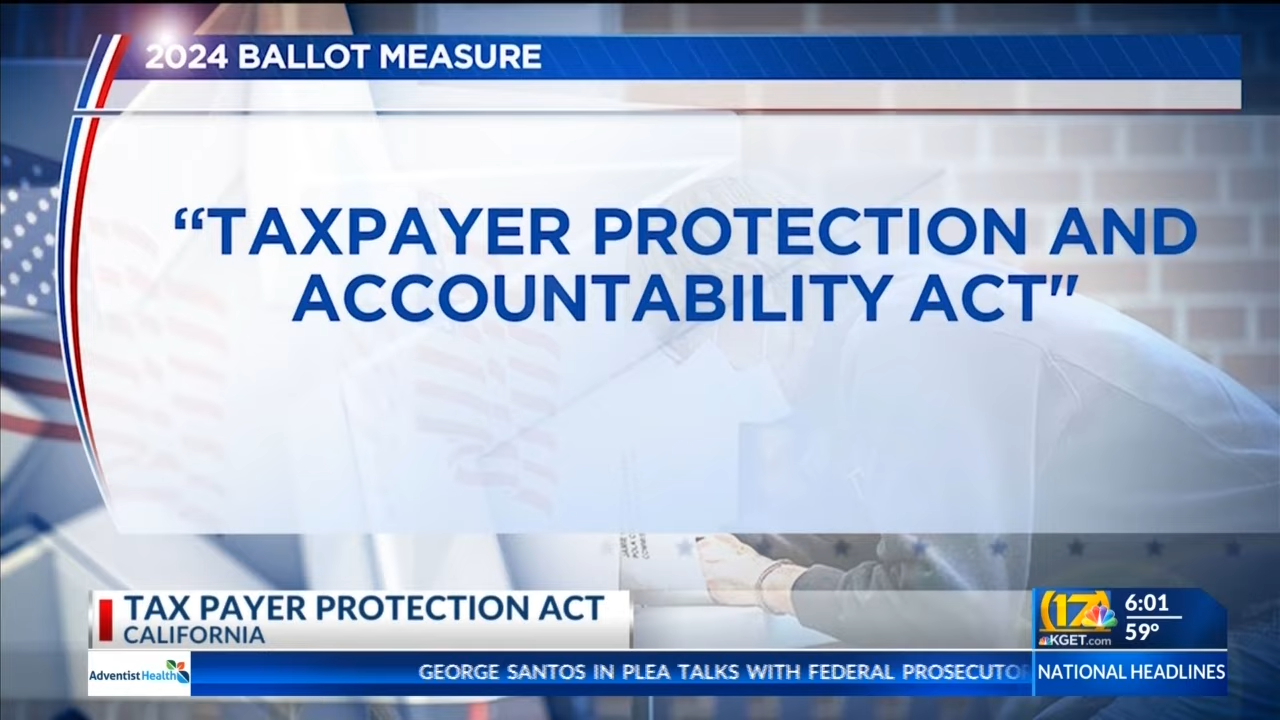 2024 BALLOT MEASURE
“TAXPAYER PROTECTION AND
ACCOUNTABILITY ACT"
TAX PAYER PROTECTION ACT
CALIFORNIA
17
KGET.com
6:01
59°
Adventist Health
GEORGE SANTOS IN PLEA TALKS WITH FEDERAL
NATIONAL HEADLINES